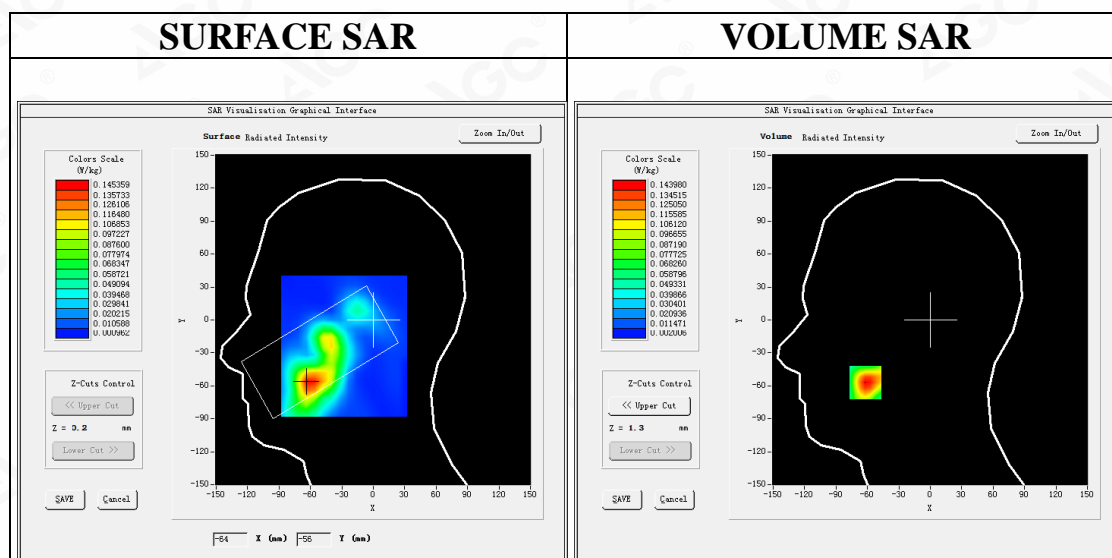 SURFACE SAR
VOLUME SAR
SAR Visualisation Graphical Interface
Surface Radiated Intensity
Zoom In/Out
Colors Scale
(W/kg)
0.145359
0.135733
0.126106
0.116480
0.106853
0.097227
0.087600
0.077974
0.068347
0.058721
0.049094
0.039468
0.029841
0.020215
0.010588
0.000962
Z-Cuts Control
<< Upper Cut
Z = 3.2 mm
Lower Cut >>
SAVE
Cancel
150
120
90
60
30
0
-30
-60
-90
-120
-150
Y
-150 -120 -90 -60 -30 0 30 60 90 120 150
X
-64 X (mm) -56 Y (mm)
SAR Visualisation Graphical Interface
Volume Radiated Intensity
Zoom In/Out
Colors Scale
(W/kg)
0.143980
0.134515
0.125050
0.115585
0.106120
0.096655
0.087190
0.077725
0.068260
0.058796
0.049331
0.039866
0.030401
0.020936
0.011471
0.002006
Z-Cuts Control
<< Upper Cut
Z = 1.3 mm
Lower Cut >>
SAVE
Cancel
150
120
90
60
30
0
-30
-60
-90
-120
-150
Y
-150 -120 -90 -60 -30 0 30 60 90 120 150
X